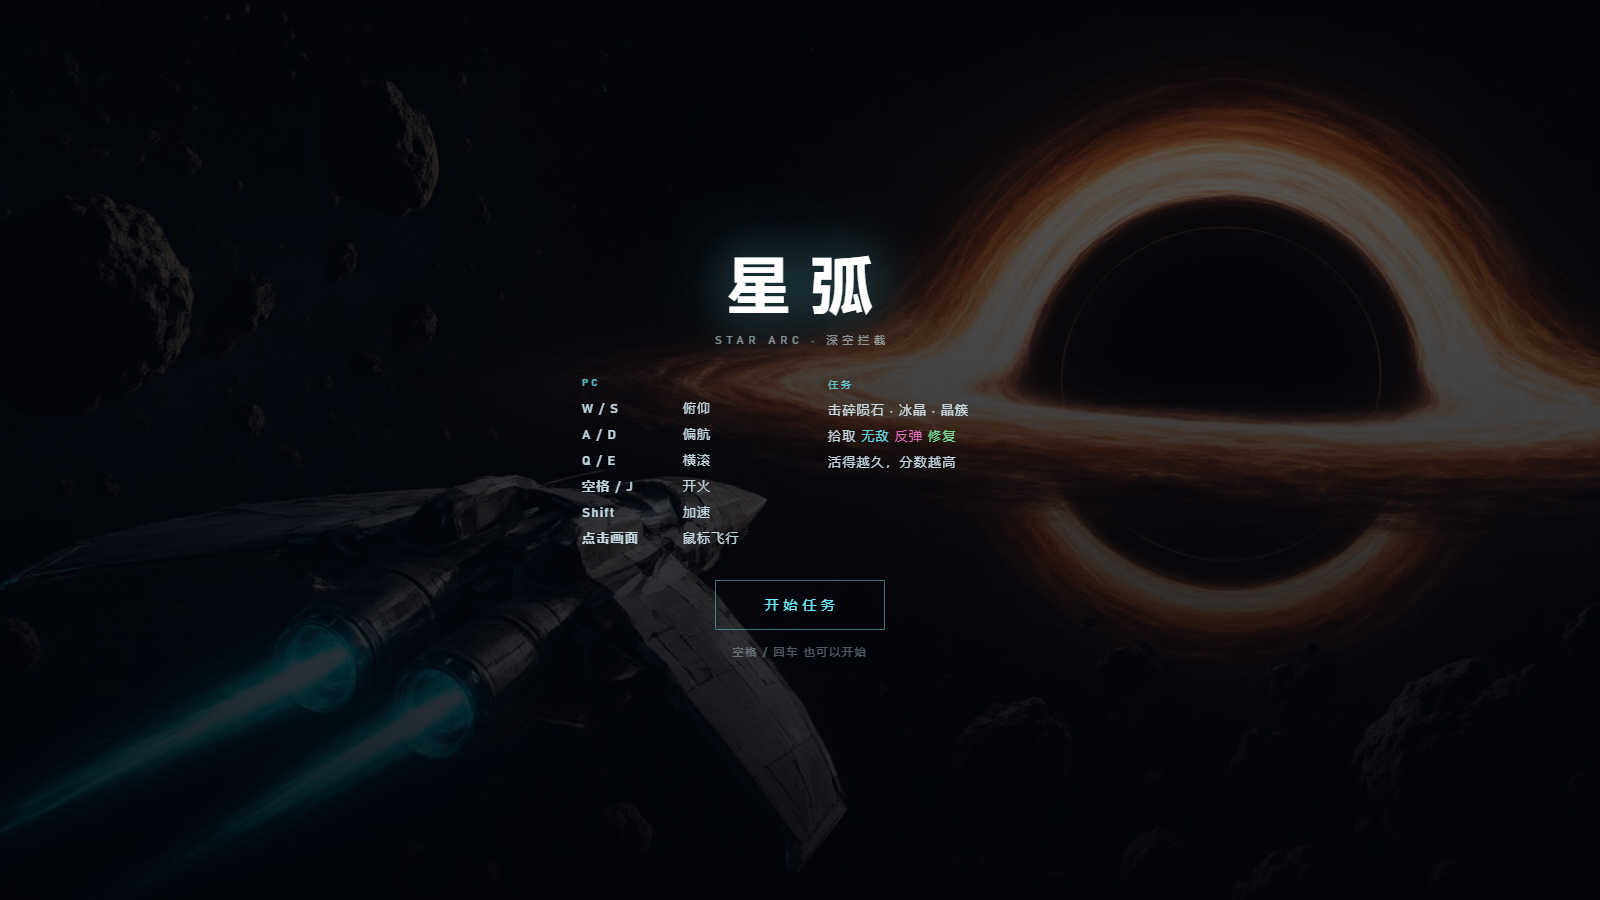 星弧
STAR ARC · 深空拦截
PC
W / S 俯仰
A / D 偏航
Q / E 横滚
空格 / J 开火
Shift 加速
点击画面 鼠标飞行
任务
击碎陨石 · 冰晶 · 晶簇
拾取 无敌 反弹 修复
活得越久，分数越高
开始任务
空格 / 回车 也可以开始